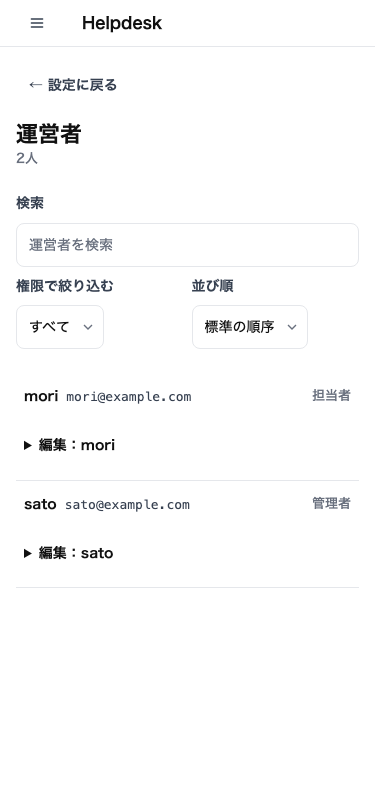 Helpdesk
← 設定に戻る
運営者
2人
検索
運営者を検索
権限で絞り込む 並び順
すべて 標準の順序
mori mori@example.com 担当者
▶ 編集：mori
sato sato@example.com 管理者
▶ 編集：sato